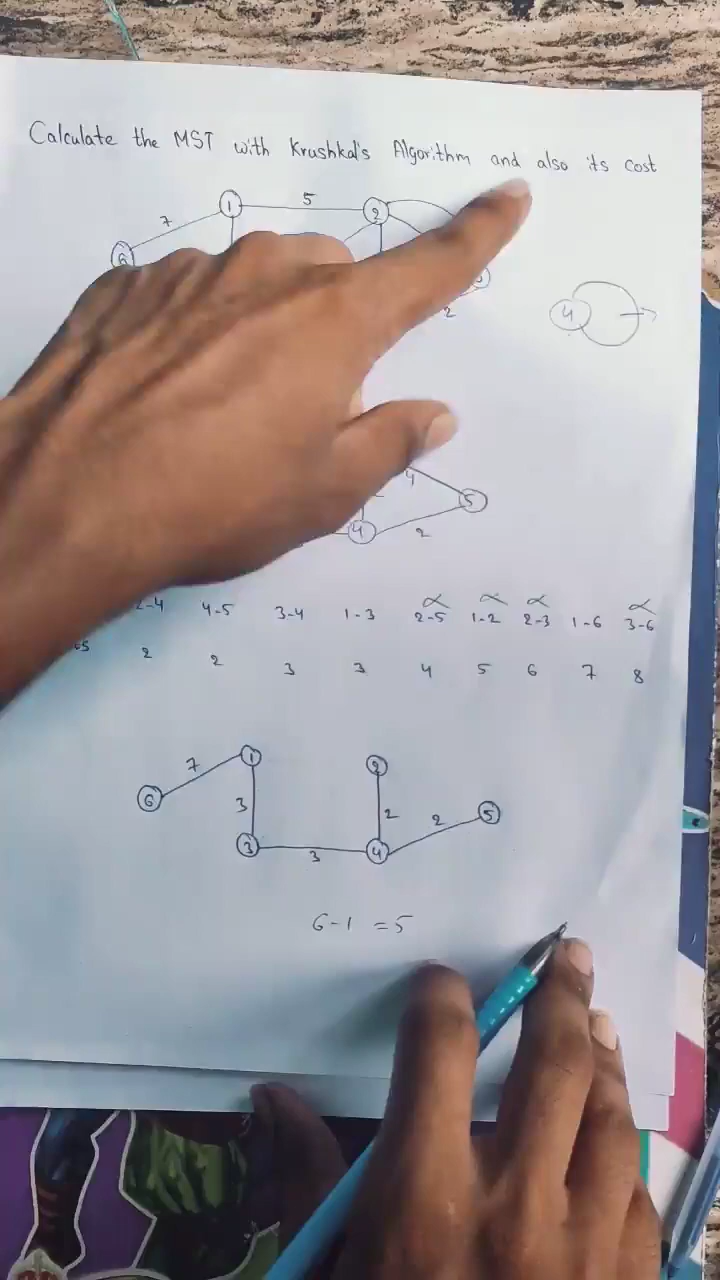 Calculate the MST with Krushkal's Algorithm and also its cost
1 5 2
7
6
2
4
4
5
4 2
2-4 4-5 3-4 1-3 2-5 1-2 2-3 1-6 3-6
2 2 3 3 4 5 6 7 8
7 1 2
6 3 2 2 5
3 3 4
6-1 =5